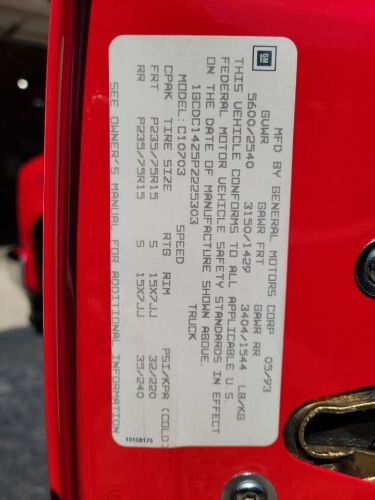 GM
MFD BY GENERAL MOTORS CORP 05/93
GVWR GAWR FRT GAWR RR
5600/2540 3150/1429 3404/1544 LB/KG
THIS VEHICLE CONFORMS TO ALL APPLICABLE U.S.
FEDERAL MOTOR VEHICLE SAFETY STANDARDS IN EFFECT
ON THE DATE OF MANUFACTURE SHOWN ABOVE.
1GCDC14Z5PZ225303 TRUCK
MODEL: C10703
CPAK TIRE SIZE SPEED RTG RIM PSI/KPA (COLD)
FRT P235/75R15 S 15X7JJ 32/220
RR P235/75R15 S 15X7JJ 35/240
SEE OWNER'S MANUAL FOR ADDITIONAL INFORMATION
10108175